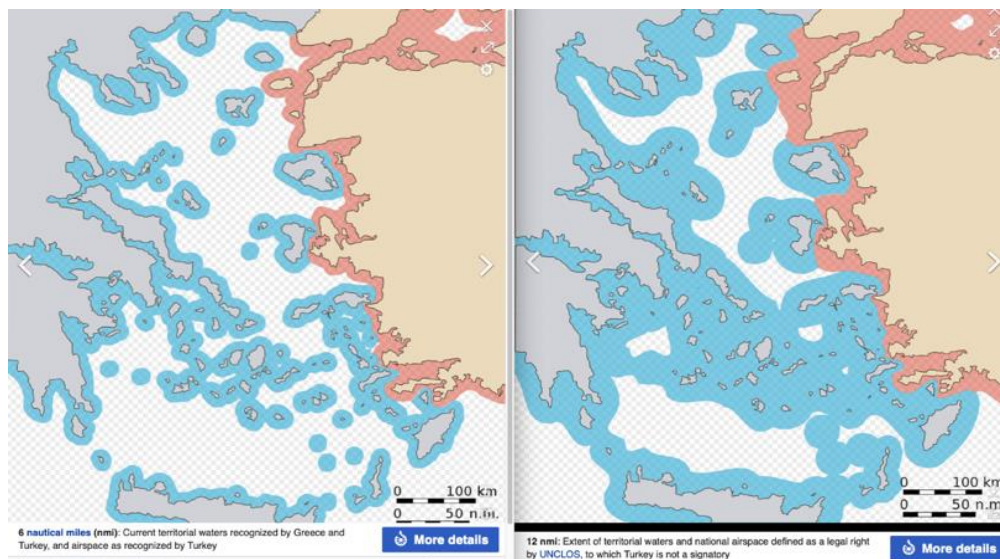 0 100 km
0 50 n.m.
6 nautical miles (nmi): Current territorial waters recognized by Greece and
Turkey, and airspace as recognized by Turkey
More details
0 100 km
0 50 n.m.
12 nmi: Extent of territorial waters and national airspace defined as a legal right
by UNCLOS, to which Turkey is not a signatory
More details